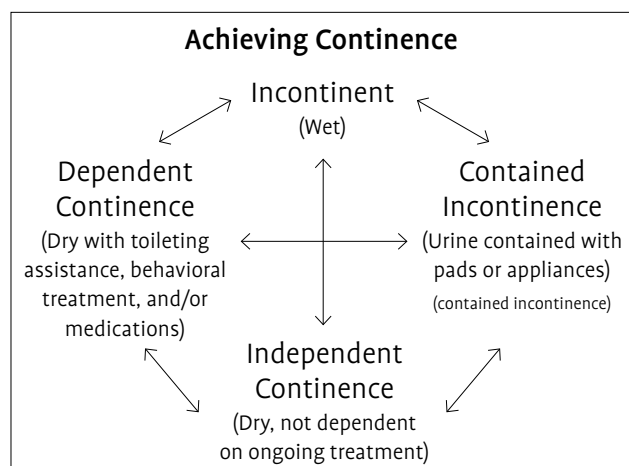 Achieving Continence
Incontinent
(Wet)
Dependent
Continence
(Dry with toileting
assistance, behavioral
treatment, and/or
medications)
Contained
Incontinence
(Urine contained with
pads or appliances)
(contained incontinence)
Independent
Continence
(Dry, not dependent
on ongoing treatment)